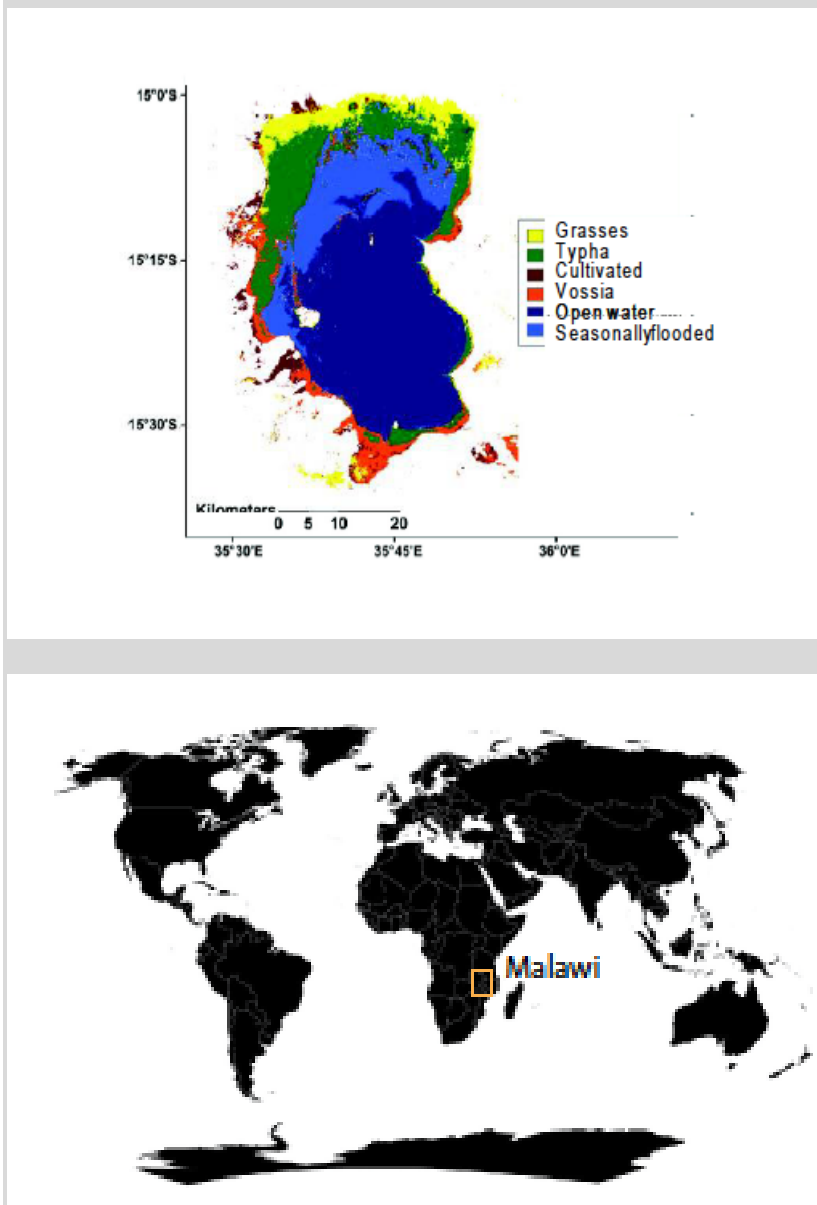 15°0'S
Grasses
Typha
Cultivated
Vossia
Open water
Seasonallyflooded
15°15'S
15°30'S
Kilometers
0 5 10 20
35°30'E 35°45'E 36°0'E
Malawi